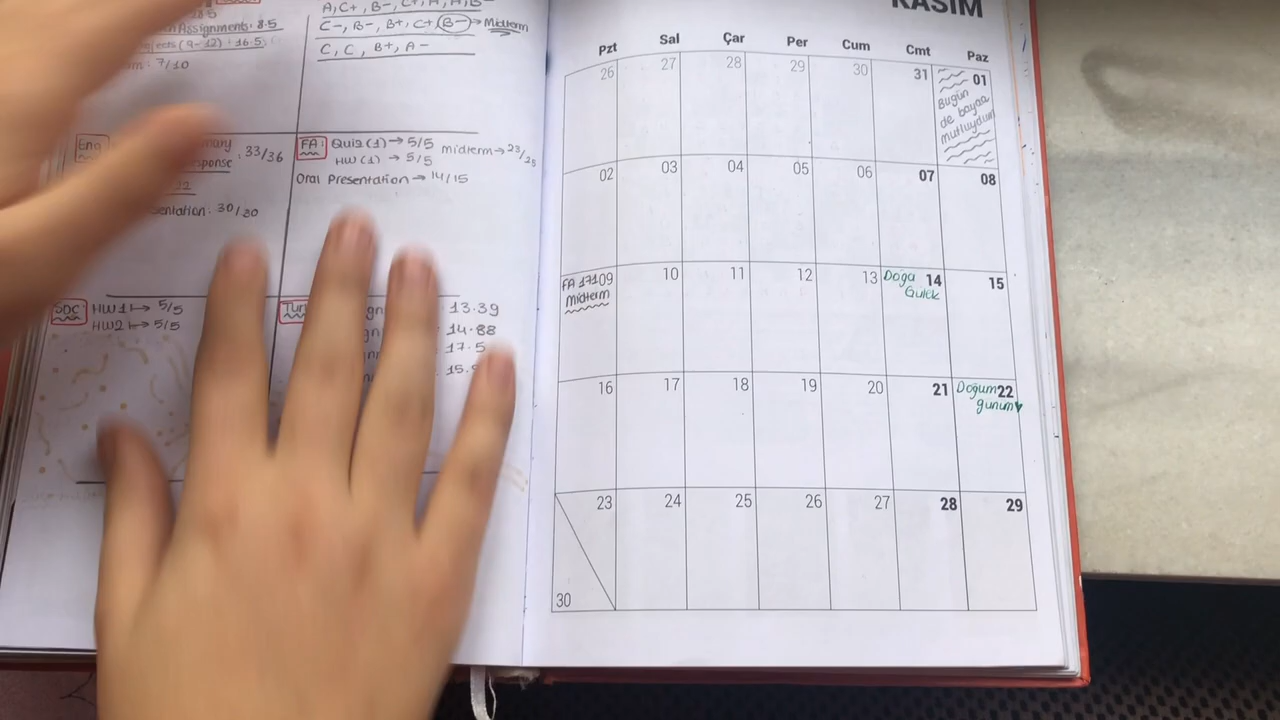 Assignments: 8.5
(9-12): 16.5
: 7/10
A, C+, B-, C+, A, A, B-
C-, B-, B+, C+, B- → Midterm
C, C, B+, A-
Eng
: 33/36
: 30/30
FA: Quiz (1) → 5/5
HW (1) → 5/5
midterm → 23/25
Oral Presentation → 14/15
SDC: HW1 → 5/5
HW2 → 5/5
13.39
14.88
17.5
KASIM
Pzt Sal Çar Per Cum Cmt Paz
26 27 28 29 30 31 01
Bugün
de bayaa
mutluydum
02 03 04 05 06 07 08
FA 171 09 10 11 12 13 Doğa 14 15
midterm
Gülek
16 17 18 19 20 21 Doğum 22
günüm♥
23 24 25 26 27 28 29
30